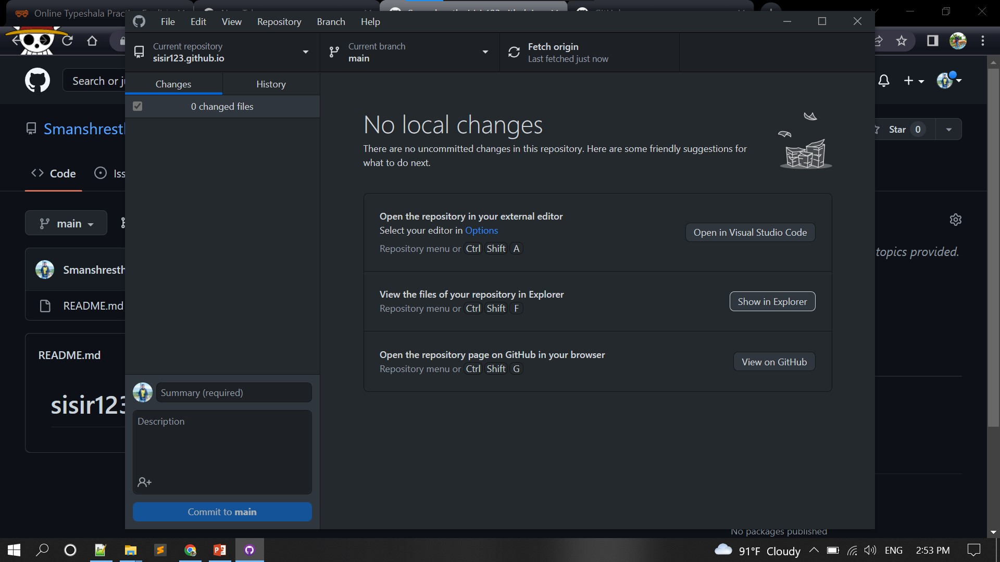 Online Typeshala Prac
File Edit View Repository Branch Help
Current repository
sisir123.github.io
Current branch
main
Fetch origin
Last fetched just now
Search or
Changes
History
0 changed files
Smanshresth
Star 0
No local changes
There are no uncommitted changes in this repository. Here are some friendly suggestions for
what to do next.
Code
Iss
main
Open the repository in your external editor
Select your editor in Options
Repository menu or Ctrl Shift A
Open in Visual Studio Code
topics provided.
Smanshresth
README.md
View the files of your repository in Explorer
Repository menu or Ctrl Shift F
Show in Explorer
README.md
Open the repository page on GitHub in your browser
Repository menu or Ctrl Shift G
View on GitHub
sisir123
Summary (required)
Description
Commit to main
No packages published
91°F Cloudy
ENG
2:53 PM